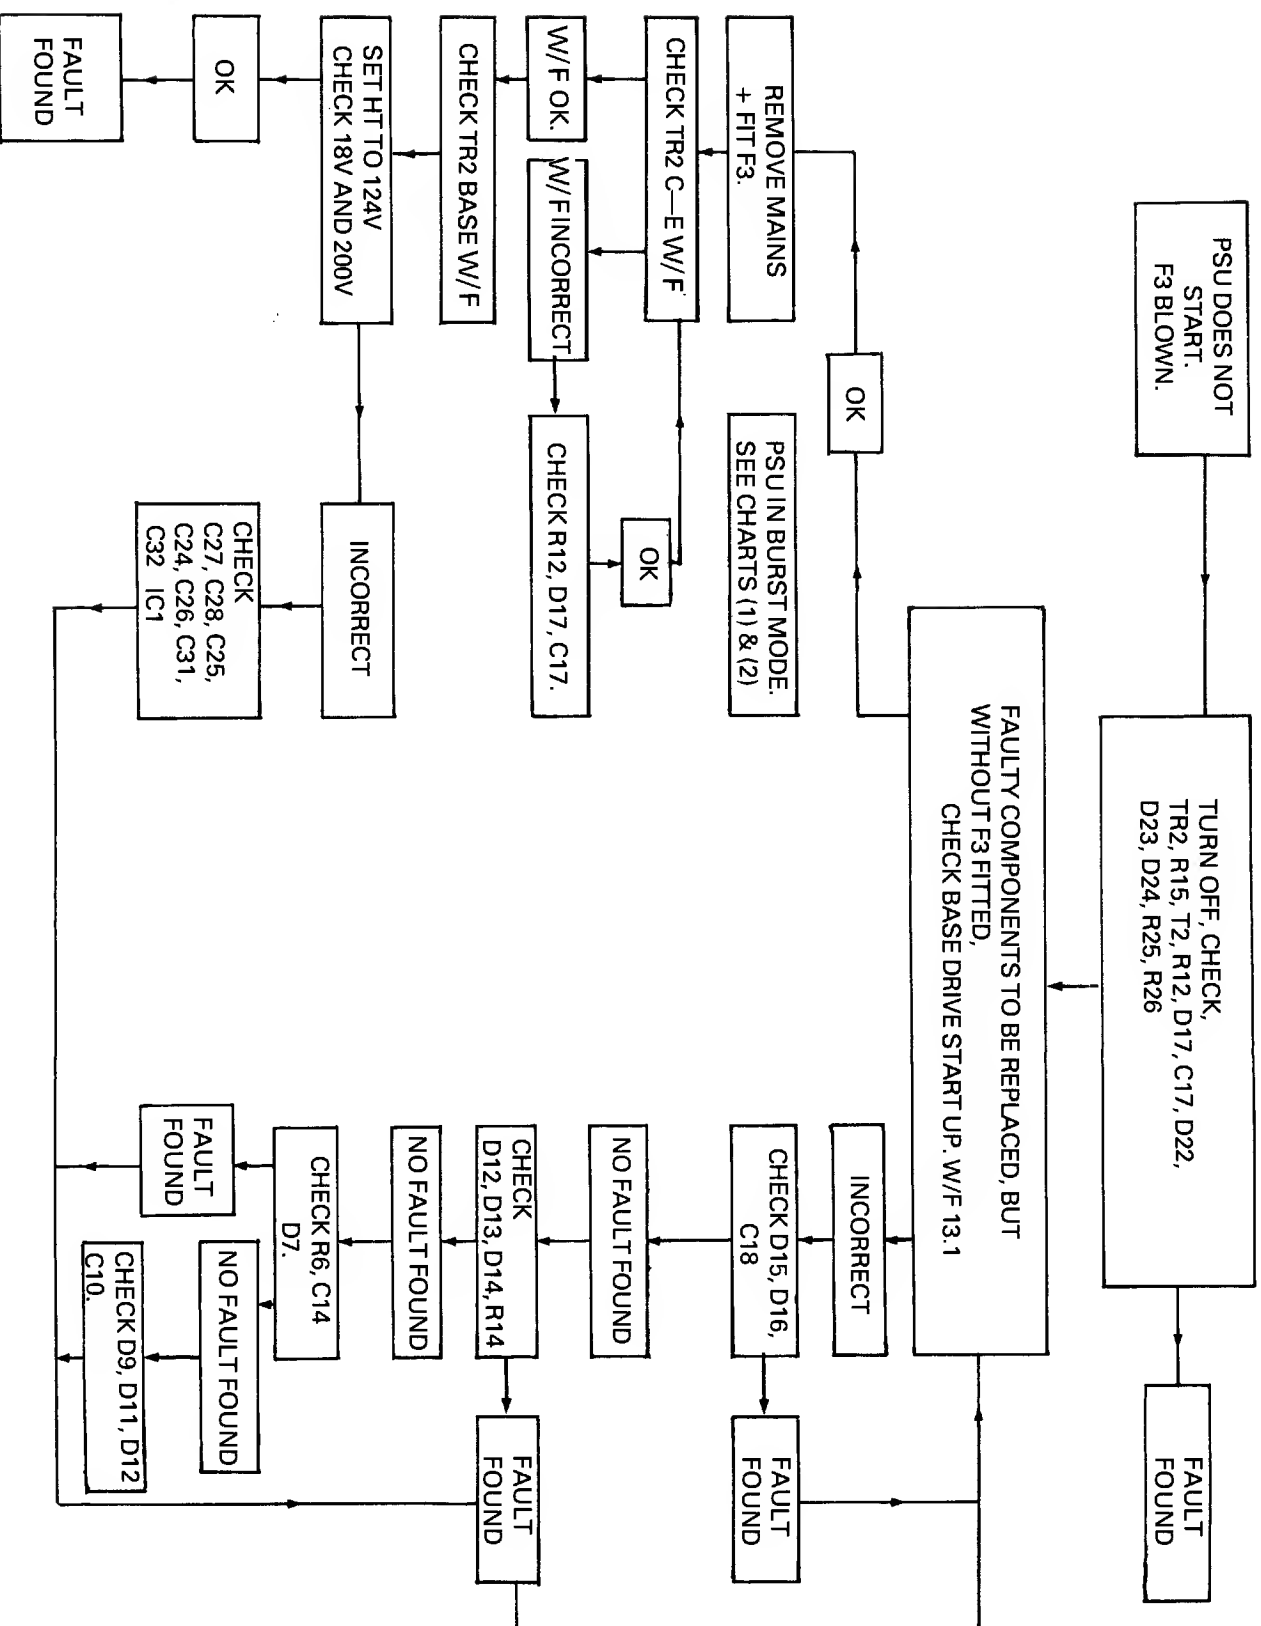 PSU DOES NOT
START.
F3 BLOWN.
TURN OFF, CHECK,
TR2, R15, T2, R12, D17, C17, D22,
D23, D24, R25, R26
FAULT
FOUND
FAULTY COMPONENTS TO BE REPLACED, BUT
WITHOUT F3 FITTED,
CHECK BASE DRIVE START UP. W/F 13.1
OK
INCORRECT
REMOVE MAINS
+ FIT F3.
PSU IN BURST MODE.
SEE CHARTS (1) & (2)
CHECK D15, D16,
C18
FAULT
FOUND
CHECK TR2 C—E W/F
OK
NO FAULT FOUND
W/F OK.
W/F INCORRECT
CHECK R12, D17, C17.
CHECK
D12, D13, D14, R14
FAULT
FOUND
CHECK TR2 BASE W/F
NO FAULT FOUND
SET HT TO 124V
CHECK 18V AND 200V
INCORRECT
CHECK R6, C14
D7.
OK
CHECK
C27, C28, C25,
C24, C26, C31,
C32 IC1
FAULT
FOUND
NO FAULT FOUND
FAULT
FOUND
CHECK D9, D11, D12
C10.